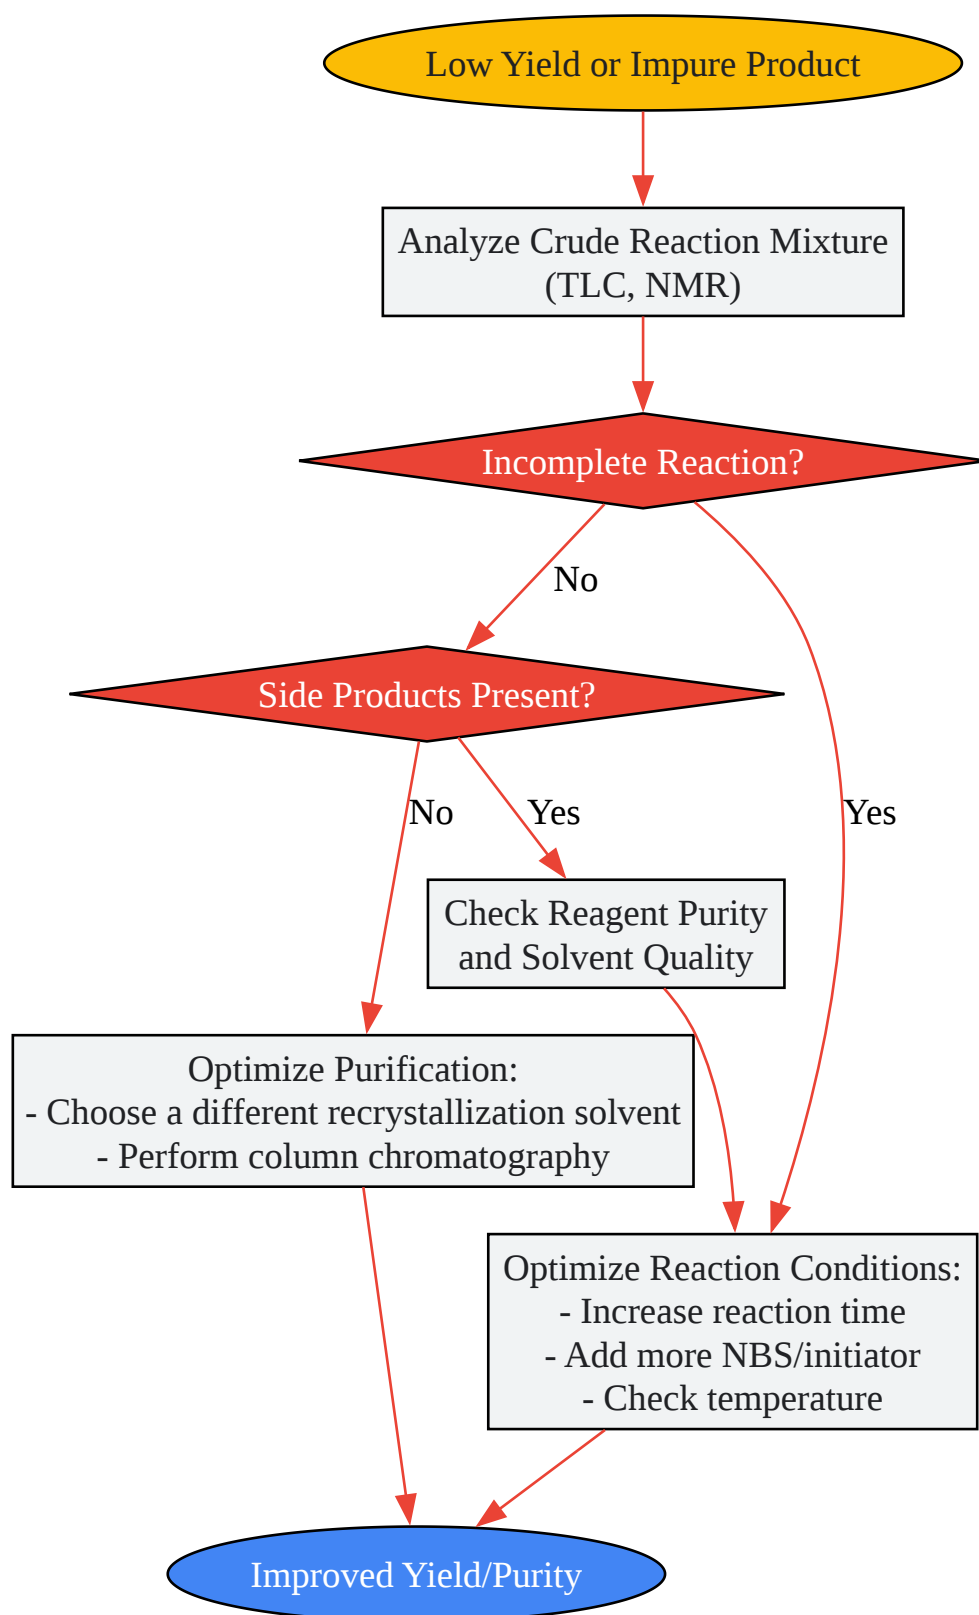 Low Yield or Impure Product
Analyze Crude Reaction Mixture
(TLC, NMR)
Incomplete Reaction?
No
Side Products Present?
No
Yes
Yes
Check Reagent Purity
and Solvent Quality
Optimize Purification:
- Choose a different recrystallization solvent
- Perform column chromatography
Optimize Reaction Conditions:
- Increase reaction time
- Add more NBS/initiator
- Check temperature
Improved Yield/Purity